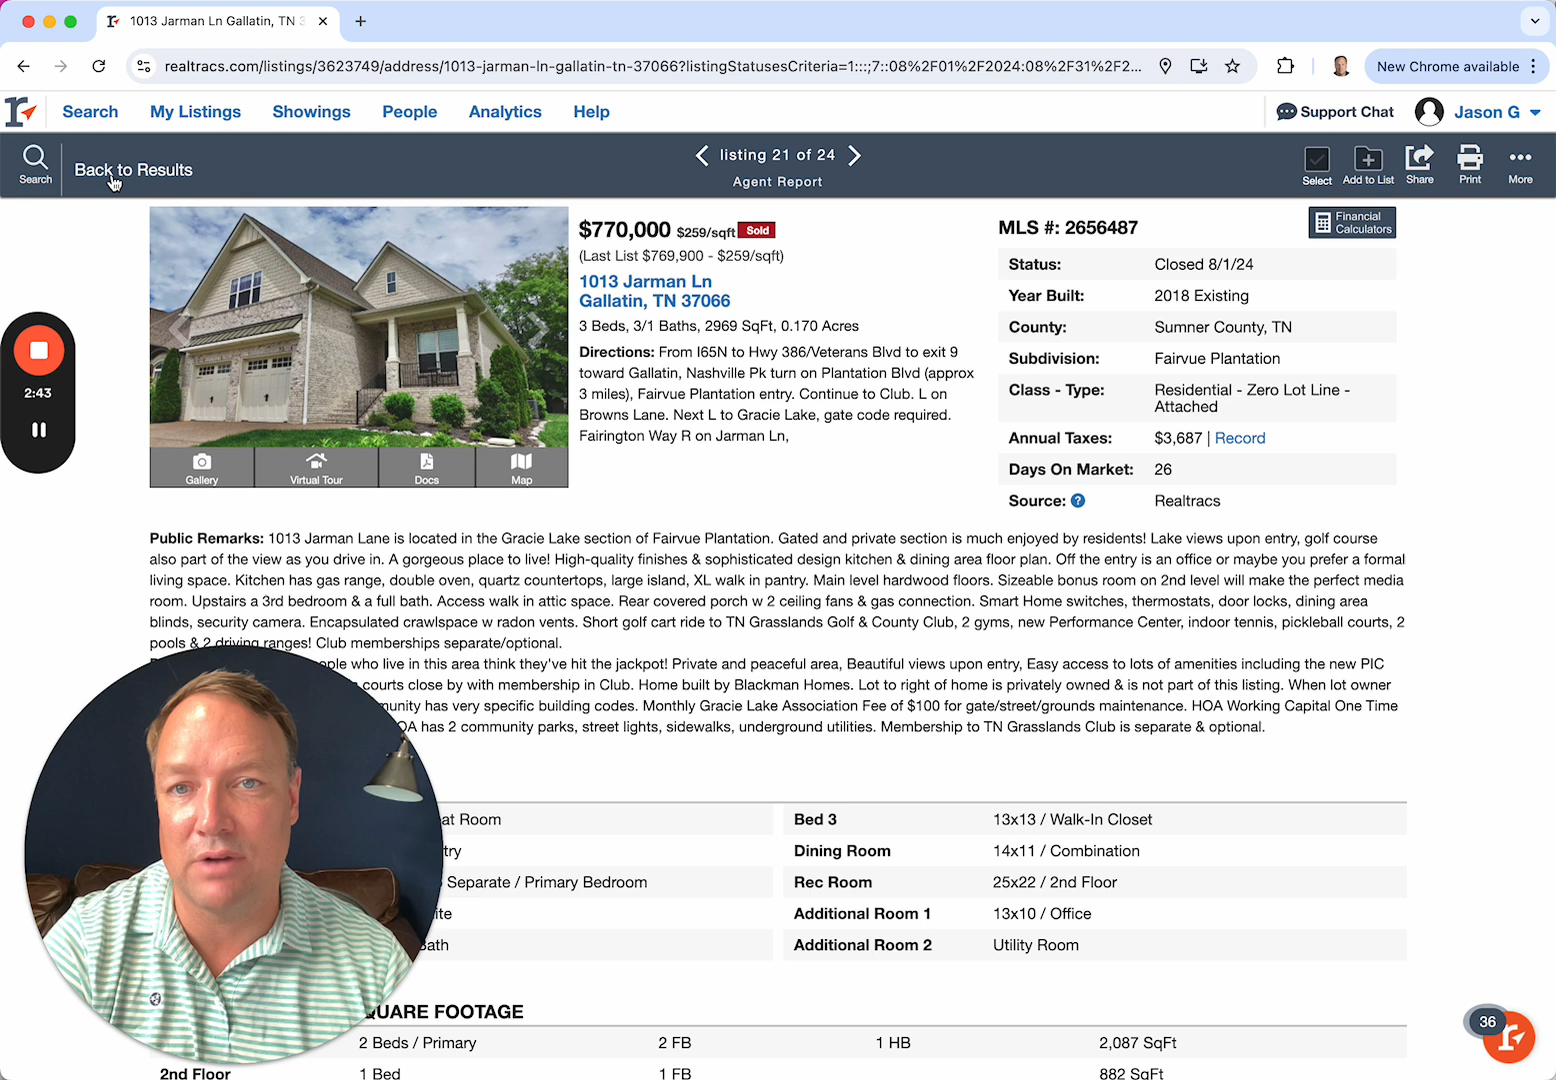 1013 Jarman Ln Gallatin, TN 3
realtracs.com/listings/3623749/address/1013-jarman-ln-gallatin-tn-37066?listingStatusesCriteria=1:::;7::08%2F01%2F2024:08%2F31%2F2...
New Chrome available
Search
My Listings
Showings
People
Analytics
Help
Support Chat
Jason G
Search
Back to Results
listing 21 of 24
Agent Report
Select
Add to List
Share
Print
More
Gallery
Virtual Tour
Docs
Map
$770,000 $259/sqft Sold
(Last List $769,900 - $259/sqft)
1013 Jarman Ln
Gallatin, TN 37066
3 Beds, 3/1 Baths, 2969 SqFt, 0.170 Acres
Directions: From I65N to Hwy 386/Veterans Blvd to exit 9
toward Gallatin, Nashville Pk turn on Plantation Blvd (approx
3 miles), Fairvue Plantation entry. Continue to Club. L on
Browns Lane. Next L to Gracie Lake, gate code required.
Fairington Way R on Jarman Ln,
MLS #: 2656487
Financial
Calculators
Status: Closed 8/1/24
Year Built: 2018 Existing
County: Sumner County, TN
Subdivision: Fairvue Plantation
Class - Type: Residential - Zero Lot Line -
Attached
Annual Taxes: $3,687 | Record
Days On Market: 26
Source: ? Realtracs
2:43
Public Remarks: 1013 Jarman Lane is located in the Gracie Lake section of Fairvue Plantation. Gated and private section is much enjoyed by residents! Lake views upon entry, golf course
also part of the view as you drive in. A gorgeous place to live! High-quality finishes & sophisticated design kitchen & dining area floor plan. Off the entry is an office or maybe you prefer a formal
living space. Kitchen has gas range, double oven, quartz countertops, large island, XL walk in pantry. Main level hardwood floors. Sizeable bonus room on 2nd level will make the perfect media
room. Upstairs a 3rd bedroom & a full bath. Access walk in attic space. Rear covered porch w 2 ceiling fans & gas connection. Smart Home switches, thermostats, door locks, dining area
blinds, security camera. Encapsulated crawlspace w radon vents. Short golf cart ride to TN Grasslands Golf & County Club, 2 gyms, new Performance Center, indoor tennis, pickleball courts, 2
pools & 2 driving ranges! Club memberships separate/optional.
ople who live in this area think they've hit the jackpot! Private and peaceful area, Beautiful views upon entry, Easy access to lots of amenities including the new PIC
courts close by with membership in Club. Home built by Blackman Homes. Lot to right of home is privately owned & is not part of this listing. When lot owner
munity has very specific building codes. Monthly Gracie Lake Association Fee of $100 for gate/street/grounds maintenance. HOA Working Capital One Time
OA has 2 community parks, street lights, sidewalks, underground utilities. Membership to TN Grasslands Club is separate & optional.
at Room
try
Separate / Primary Bedroom
ite
Bath
Bed 3 13x13 / Walk-In Closet
Dining Room 14x11 / Combination
Rec Room 25x22 / 2nd Floor
Additional Room 1 13x10 / Office
Additional Room 2 Utility Room
QUARE FOOTAGE
2 Beds / Primary 2 FB 1 HB 2,087 SqFt
2nd Floor 1 Bed 1 FB 882 SqFt
36